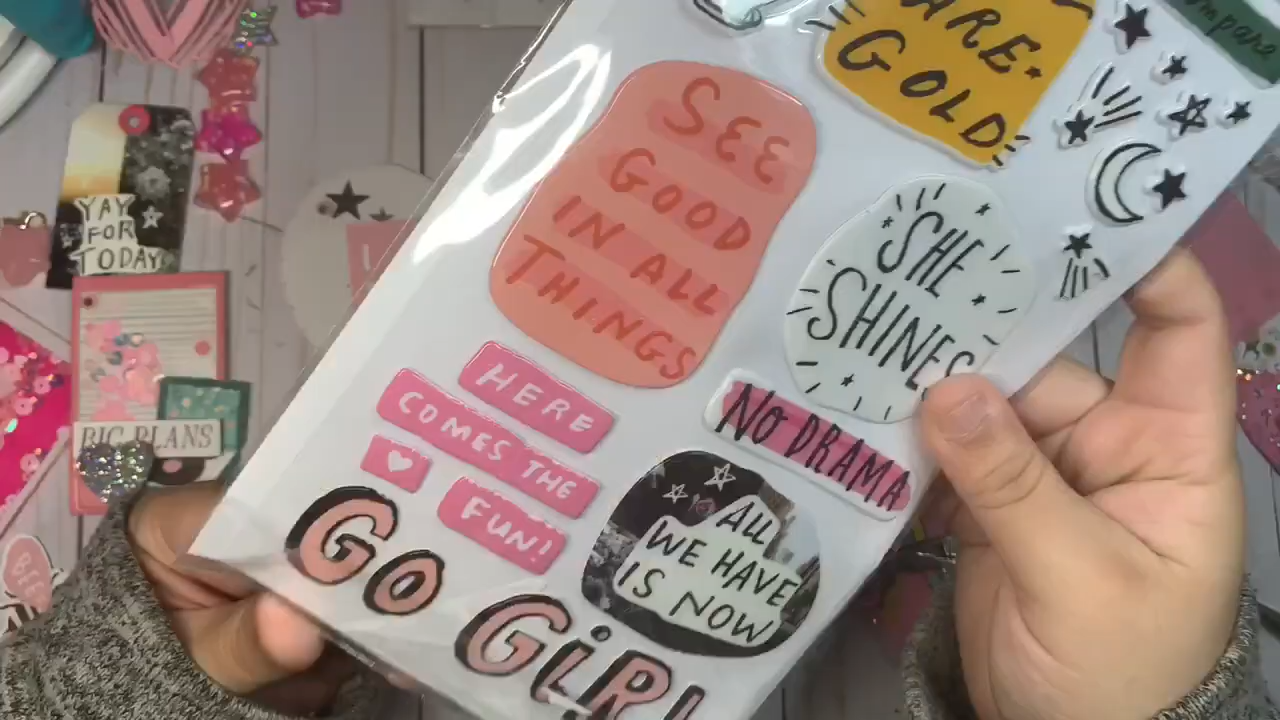 ARE
GOLD
SEE
GOOD
IN ALL
THINGS
SHE
SHINES
HERE
COMES THE
FUN!
NO DRAMA
ALL
WE HAVE
IS NOW
GO GiRL
YAY
FOR
TODAY
BIG PLANS